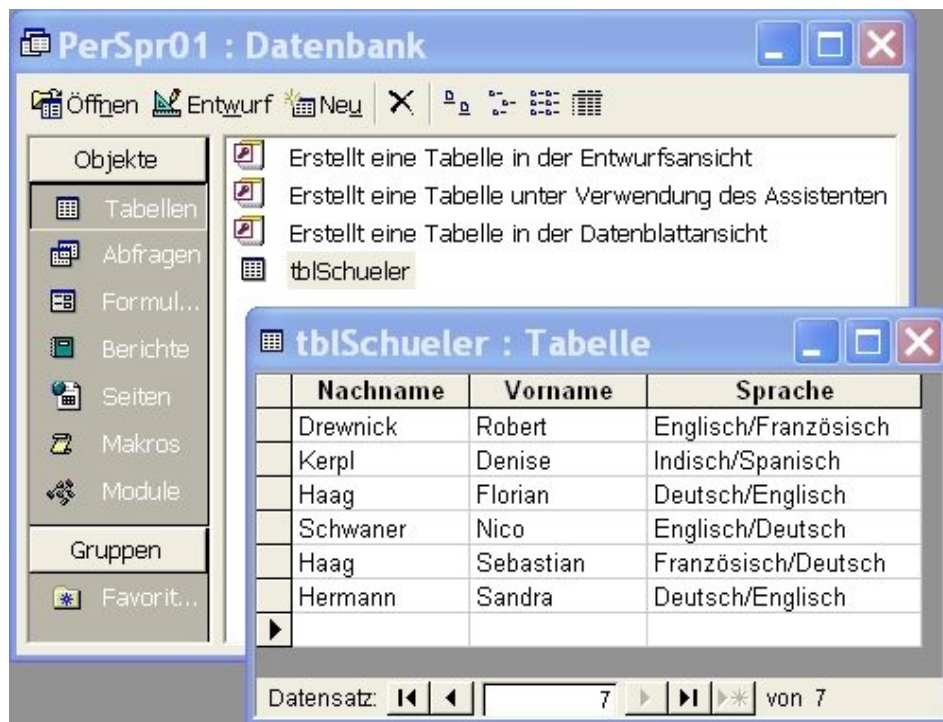 PerSpr01 : Datenbank
Öffnen Entwurf Neu
Objekte
Tabellen
Abfragen
Formul...
Berichte
Seiten
Makros
Module
Gruppen
Favorit...
Erstellt eine Tabelle in der Entwurfsansicht
Erstellt eine Tabelle unter Verwendung des Assistenten
Erstellt eine Tabelle in der Datenblattansicht
tblSchueler
tblSchueler : Tabelle
Nachname Vorname Sprache
Drewnick Robert Englisch/Französisch
Kerpl Denise Indisch/Spanisch
Haag Florian Deutsch/Englisch
Schwaner Nico Englisch/Deutsch
Haag Sebastian Französisch/Deutsch
Hermann Sandra Deutsch/Englisch
Datensatz: 7 von 7